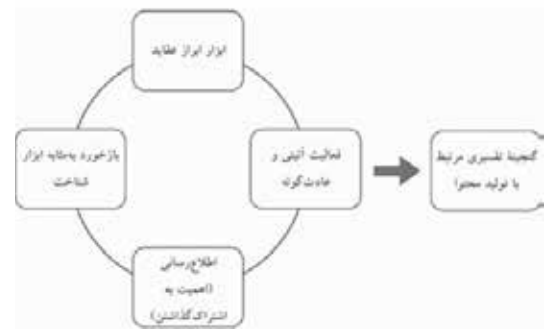 ابزار ابراز عقاید
فعالیت آئینی و
عادت‌گونه
گنجینهٔ تفسیری مرتبط
با تولید محتوا
بازخورد به‌مثابه ابزار
شناخت
اطلاع‌رسانی
(اهمیت به
اشتراک‌گذاشتن)